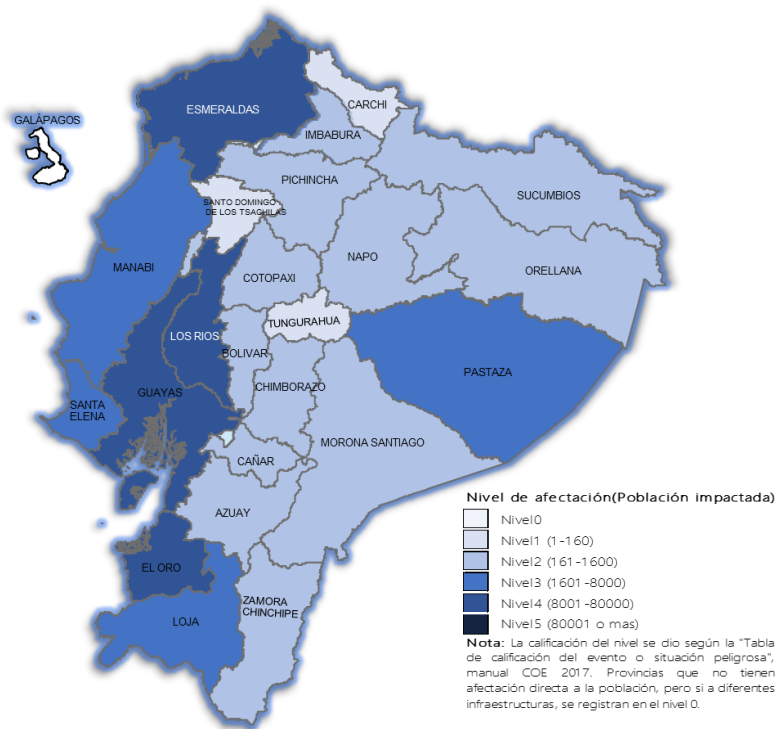 ESMERALDAS
CARCHI
GALÁPAGOS
IMBABURA
PICHINCHA
SUCUMBIOS
SANTO DOMINGO
DE LOS TSACHILAS
MANABI
COTOPAXI
NAPO
ORELLANA
TUNGURAHUA
LOS RIOS
BOLIVAR
PASTAZA
CHIMBORAZO
GUAYAS
SANTA
ELENA
MORONA SANTIAGO
CAÑAR
AZUAY
EL ORO
ZAMORA
CHINCHIPE
LOJA
Nivel de afectación(Población impactada)
Nivel0
Nivel1 (1-160)
Nivel2 (161-1600)
Nivel3 (1601-8000)
Nivel4 (8001-80000)
Nivel5 (80001 o mas)
Nota: La calificación del nivel se dio según la "Tabla
de calificación del evento o situación peligrosa",
manual COE 2017. Provincias que no tienen
afectación directa a la población, pero si a diferentes
infraestructuras, se registran en el nivel 0.